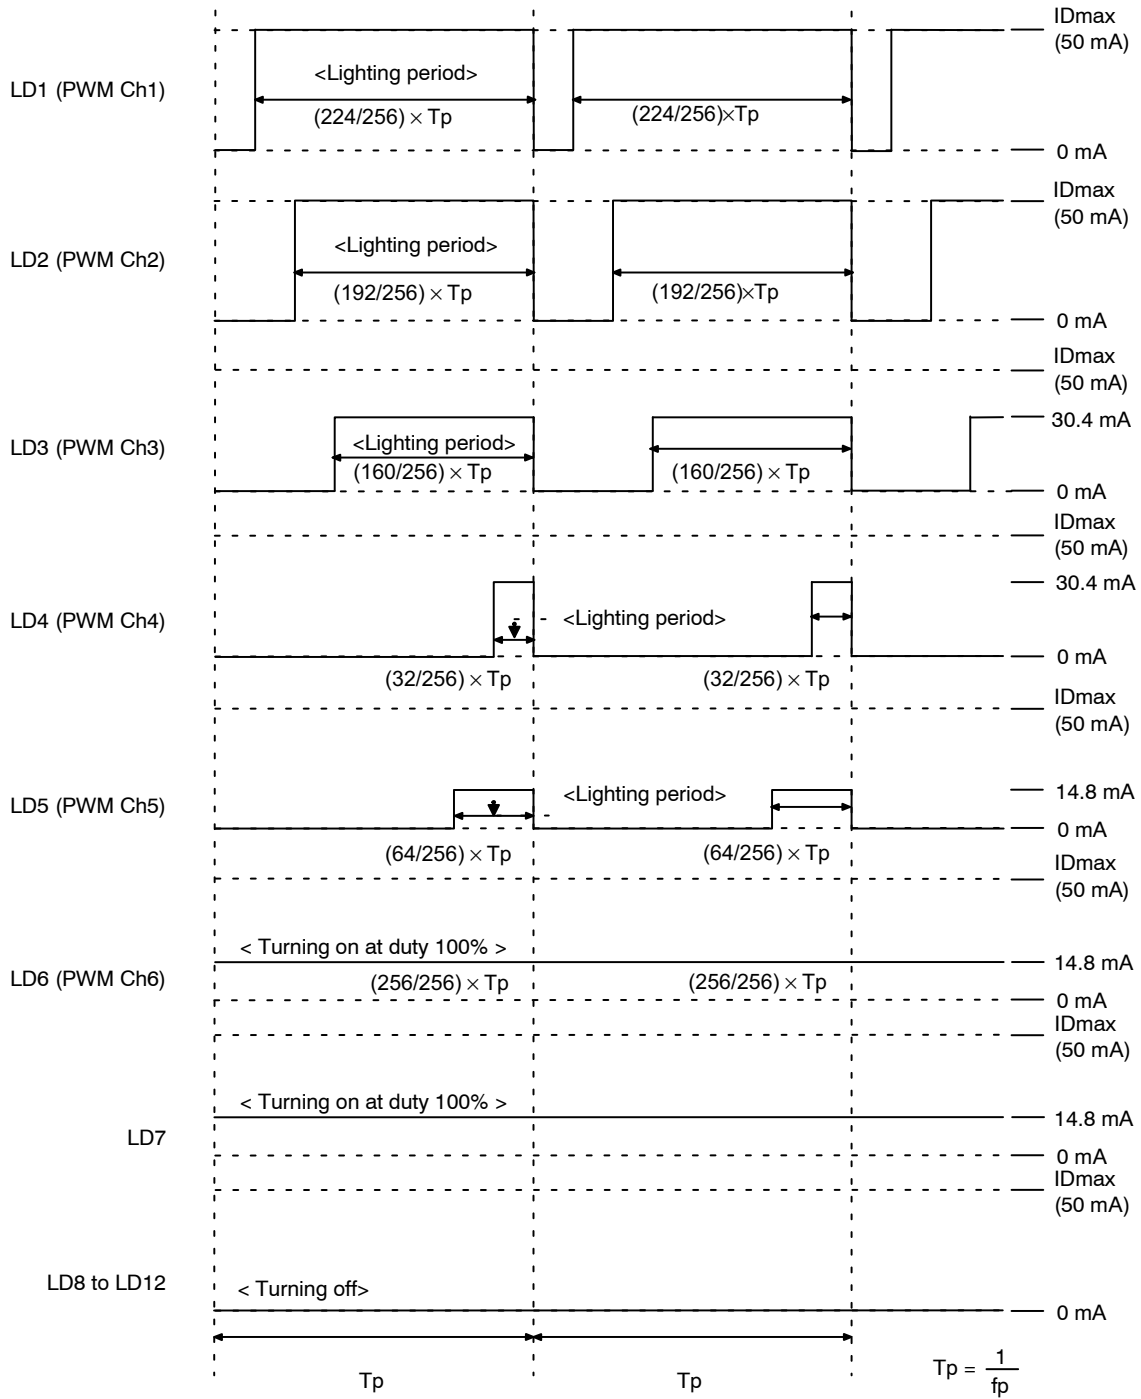 IDmax
(50 mA)
LD1 (PWM Ch1)
<Lighting period>
(224/256) × Tp
(224/256)×Tp
0 mA
IDmax
(50 mA)
LD2 (PWM Ch2)
<Lighting period>
(192/256) × Tp
(192/256)×Tp
0 mA
IDmax
(50 mA)
30.4 mA
LD3 (PWM Ch3)
<Lighting period>
(160/256) × Tp
(160/256) × Tp
0 mA
IDmax
(50 mA)
30.4 mA
LD4 (PWM Ch4)
<Lighting period>
0 mA
(32/256) × Tp
(32/256) × Tp
IDmax
(50 mA)
LD5 (PWM Ch5)
<Lighting period>
14.8 mA
0 mA
(64/256) × Tp
(64/256) × Tp
IDmax
(50 mA)
< Turning on at duty 100% >
14.8 mA
LD6 (PWM Ch6)
(256/256) × Tp
(256/256) × Tp
0 mA
IDmax
(50 mA)
< Turning on at duty 100% >
14.8 mA
LD7
0 mA
IDmax
(50 mA)
LD8 to LD12
< Turning off>
0 mA
Tp
Tp
Tp = 1
fp